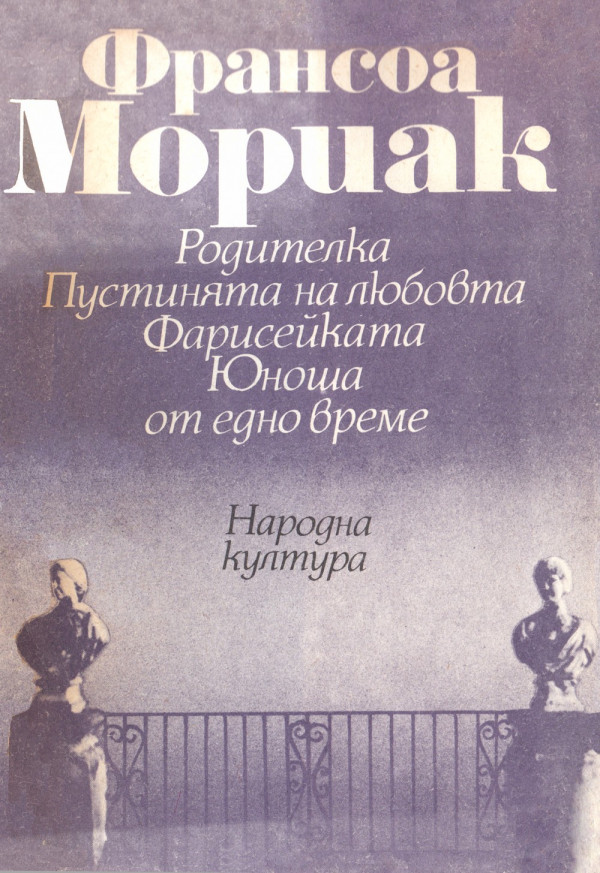 Франсоа
Мориак
Родителка
Пустинята на любовта
Фарисейката
Юноша
от едно време
Народна
култура